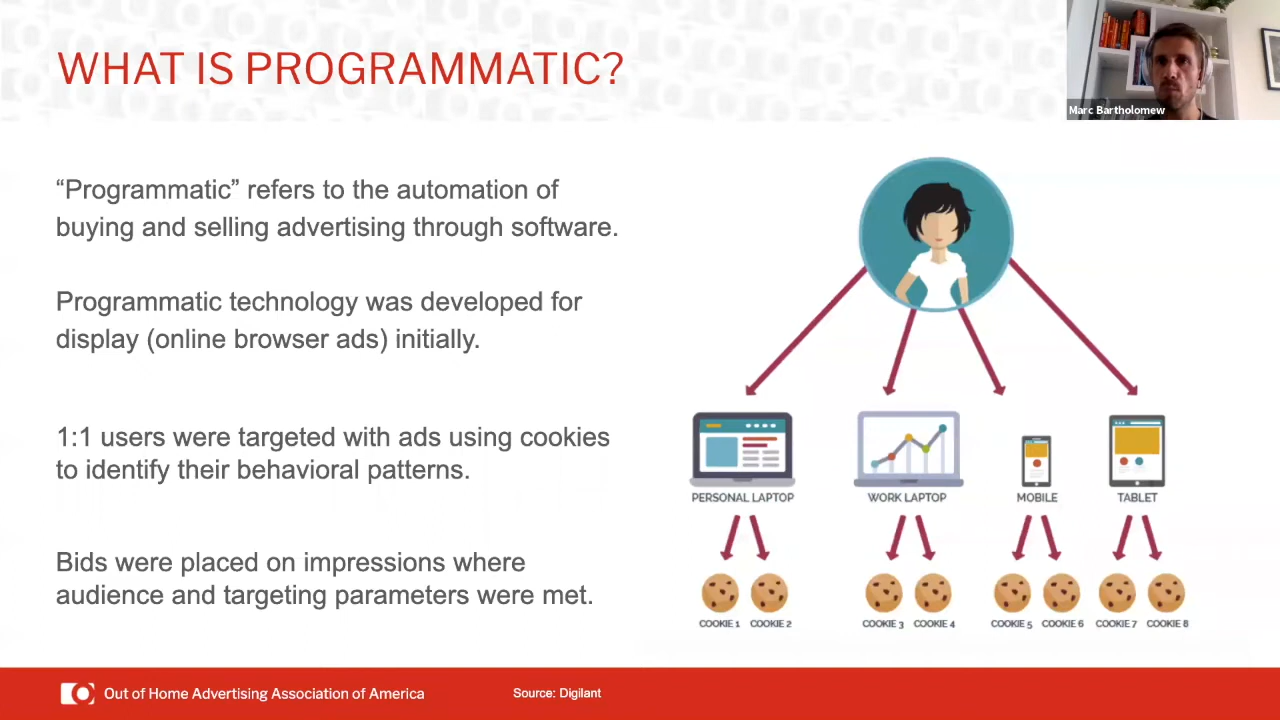 WHAT IS PROGRAMMATIC?
Marc Bartholomew
“Programmatic” refers to the automation of
buying and selling advertising through software.
Programmatic technology was developed for
display (online browser ads) initially.
1:1 users were targeted with ads using cookies
to identify their behavioral patterns.
Bids were placed on impressions where
audience and targeting parameters were met.
PERSONAL LAPTOP
WORK LAPTOP
MOBILE
TABLET
COOKIE 1
COOKIE 2
COOKIE 3
COOKIE 4
COOKIE 5
COOKIE 6
COOKIE 7
COOKIE 8
Out of Home Advertising Association of America
Source: Digilant